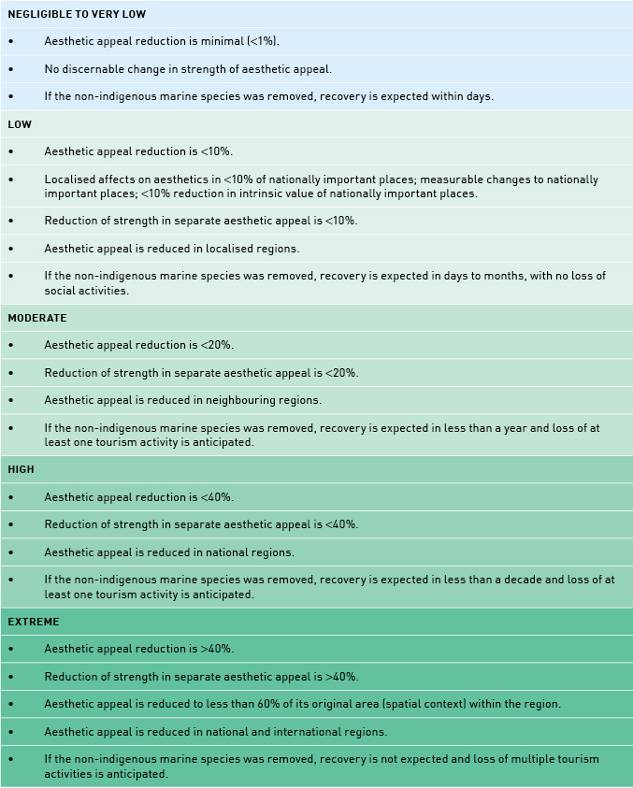 NEGLIGIBLE TO VERY LOW
• Aesthetic appeal reduction is minimal (<1%).
• No discernable change in strength of aesthetic appeal.
• If the non-indigenous marine species was removed, recovery is expected within days.
LOW
• Aesthetic appeal reduction is <10%.
• Localised affects on aesthetics in <10% of nationally important places; measurable changes to nationally
important places; <10% reduction in intrinsic value of nationally important places.
• Reduction of strength in separate aesthetic appeal is <10%.
• Aesthetic appeal is reduced in localised regions.
• If the non-indigenous marine species was removed, recovery is expected in days to months, with no loss of
social activities.
MODERATE
• Aesthetic appeal reduction is <20%.
• Reduction of strength in separate aesthetic appeal is <20%.
• Aesthetic appeal is reduced in neighbouring regions.
• If the non-indigenous marine species was removed, recovery is expected in less than a year and loss of at
least one tourism activity is anticipated.
HIGH
• Aesthetic appeal reduction is <40%.
• Reduction of strength in separate aesthetic appeal is <40%.
• Aesthetic appeal is reduced in national regions.
• If the non-indigenous marine species was removed, recovery is expected in less than a decade and loss of at
least one tourism activity is anticipated.
EXTREME
• Aesthetic appeal reduction is >40%.
• Reduction of strength in separate aesthetic appeal is >40%.
• Aesthetic appeal is reduced to less than 60% of its original area (spatial context) within the region.
• Aesthetic appeal is reduced in national and international regions.
• If the non-indigenous marine species was removed, recovery is not expected and loss of multiple tourism
activities is anticipated.